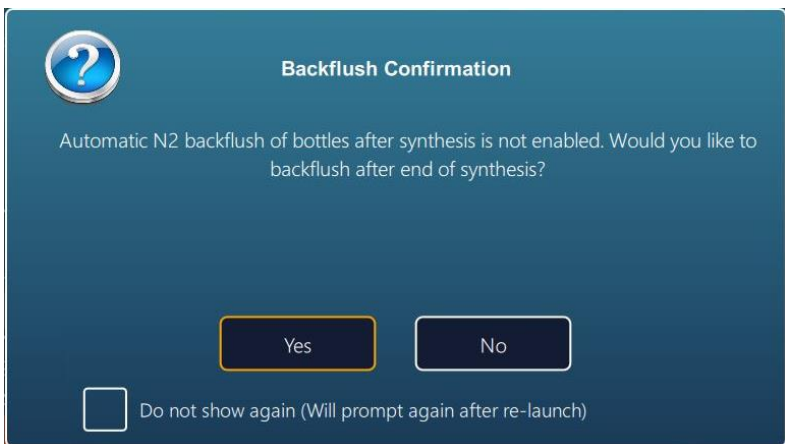 Backflush Confirmation
Automatic N2 backflush of bottles after synthesis is not enabled. Would you like to
backflush after end of synthesis?
Yes
No
Do not show again (Will prompt again after re-launch)